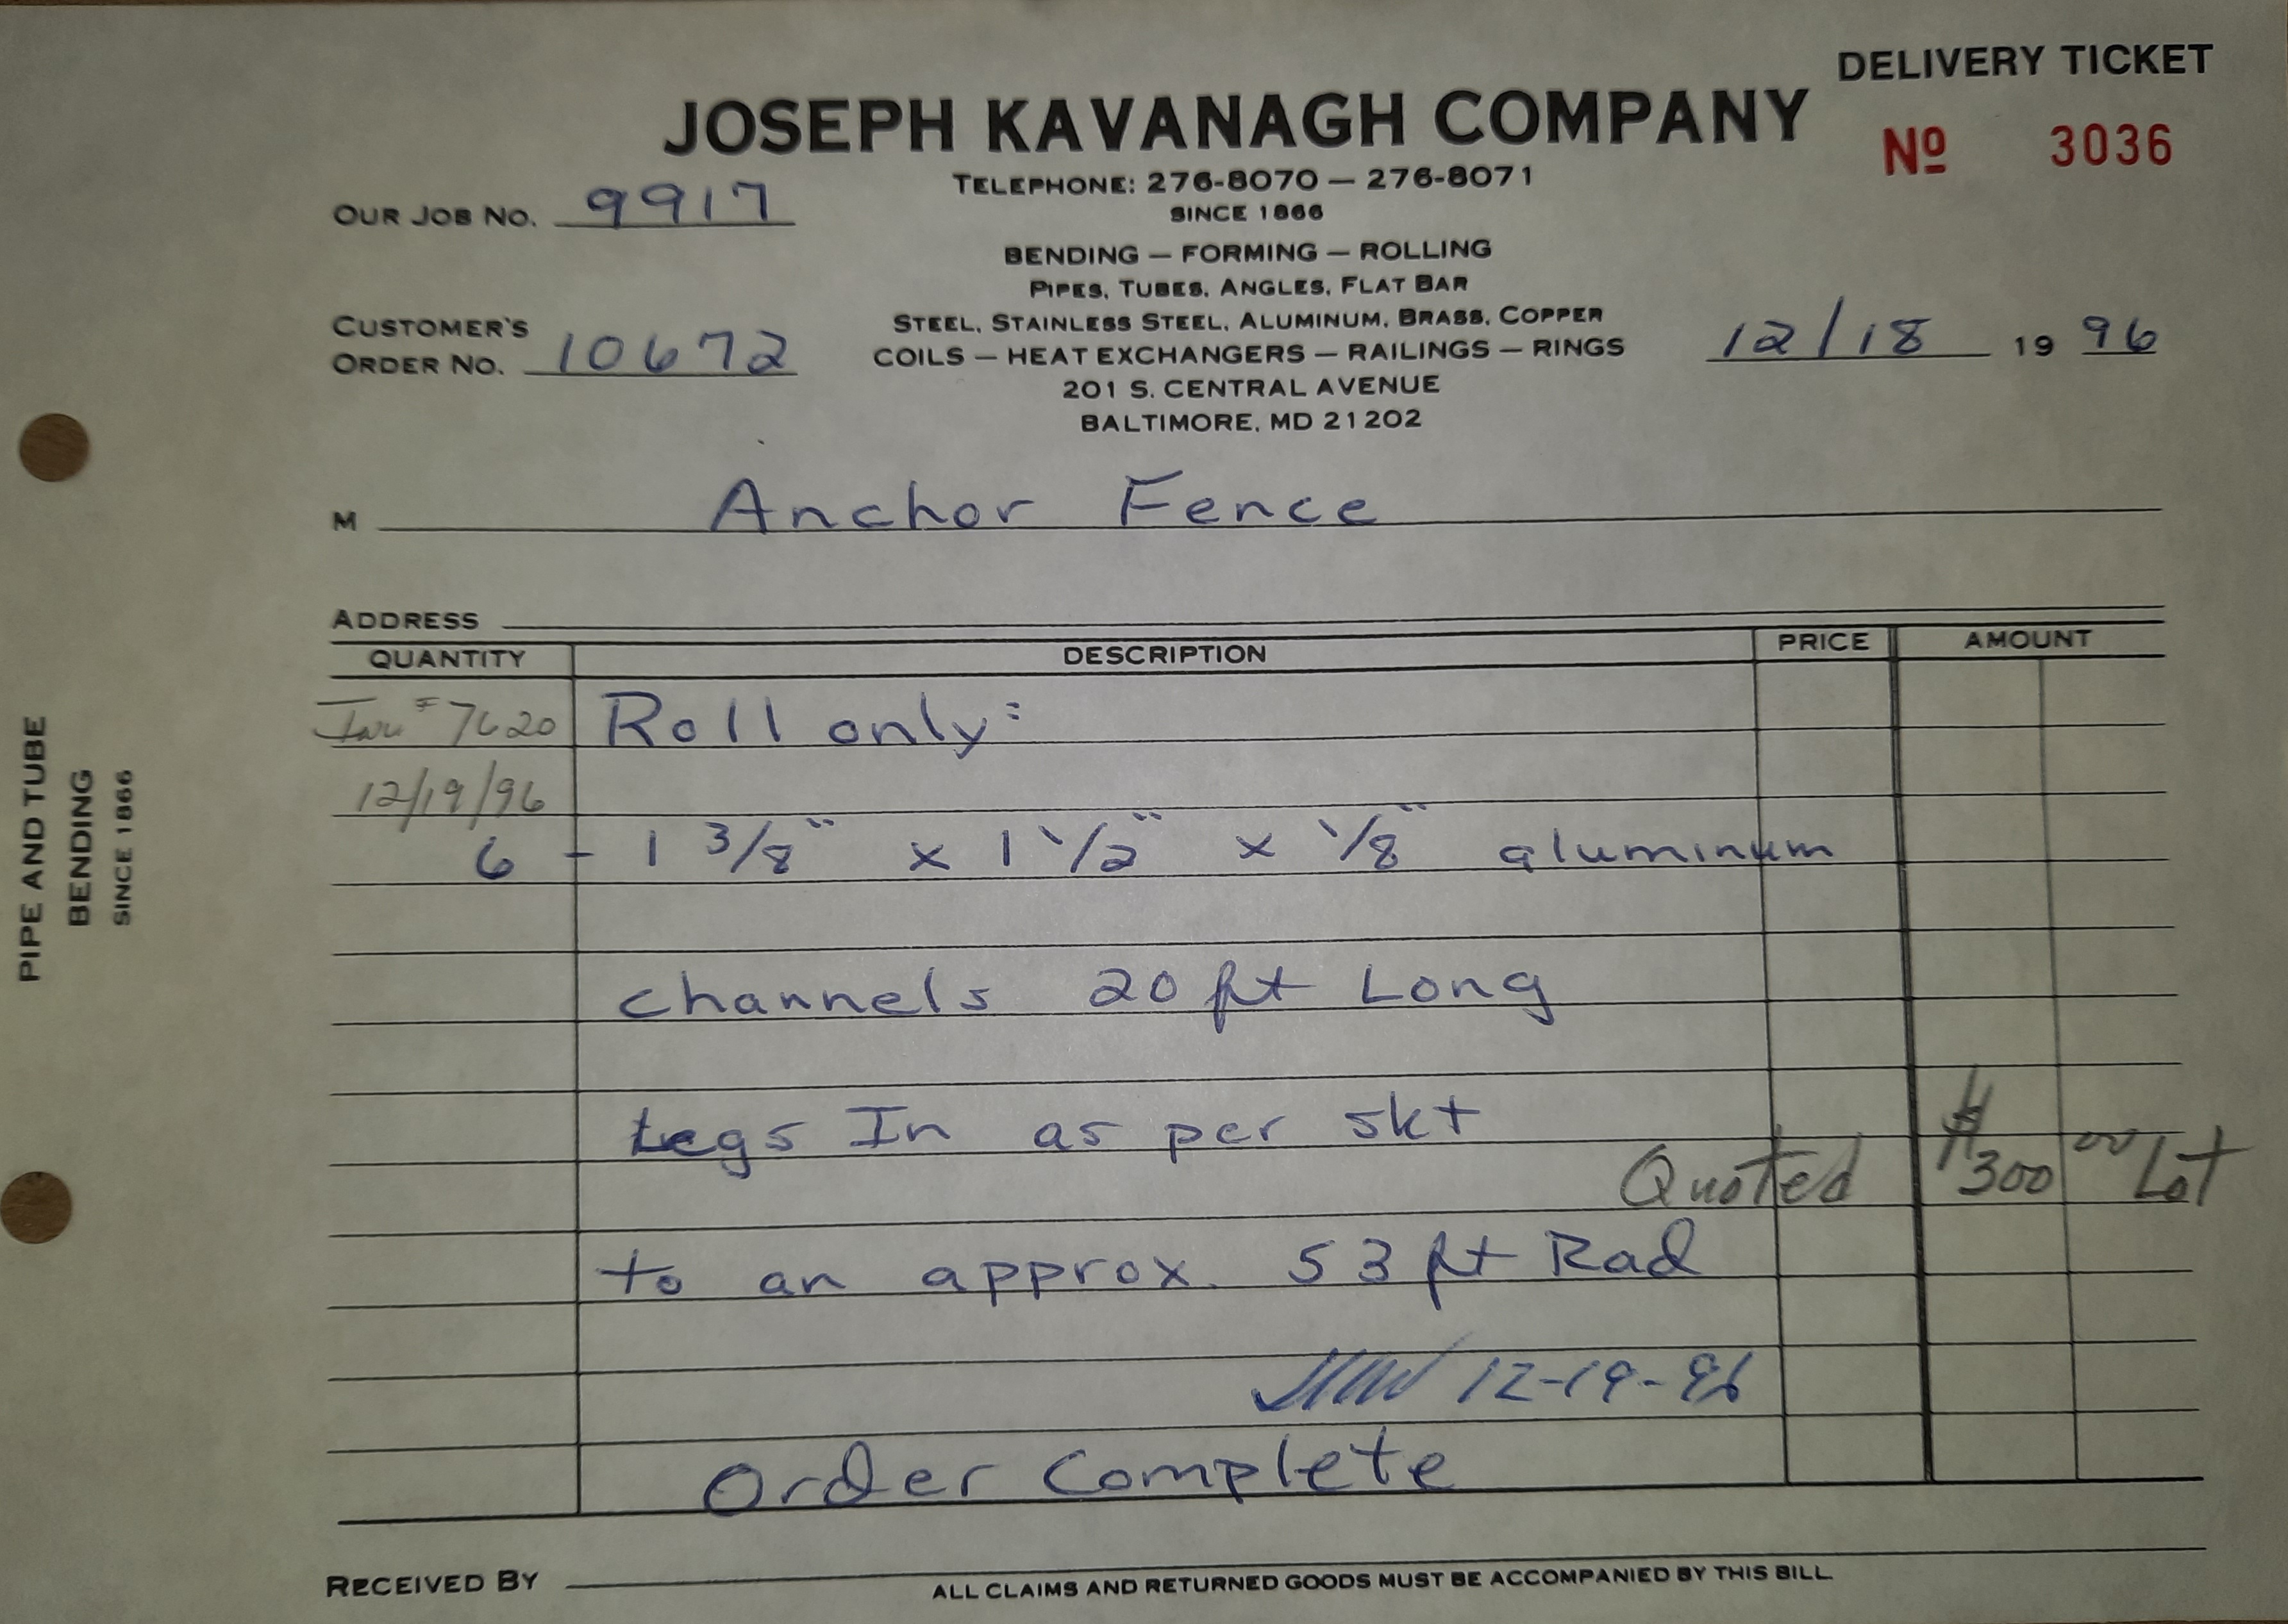 DELIVERY TICKET
JOSEPH KAVANAGH COMPANY
No 3036
TELEPHONE: 276-8070 — 276-8071
SINCE 1866
OUR JOB NO. 9917
BENDING — FORMING — ROLLING
PIPES, TUBES, ANGLES, FLAT BAR
STEEL, STAINLESS STEEL, ALUMINUM, BRASS, COPPER
COILS — HEAT EXCHANGERS — RAILINGS — RINGS
201 S. CENTRAL AVENUE
BALTIMORE, MD 21202
CUSTOMER'S
ORDER NO. 10672
12/18 19 96
M Anchor Fence
ADDRESS
QUANTITY DESCRIPTION PRICE AMOUNT
Inv # 7620 Roll only:
12/19/96
6 - 1 3/8" x 1 1/2" x 1/8" aluminum
channels 20 ft Long
Legs In as per skt
Quoted $300 00 Lot
to an approx. 53 ft Rad
12-19-96
Order Complete
RECEIVED BY
ALL CLAIMS AND RETURNED GOODS MUST BE ACCOMPANIED BY THIS BILL
PIPE AND TUBE
BENDING
SINCE 1866